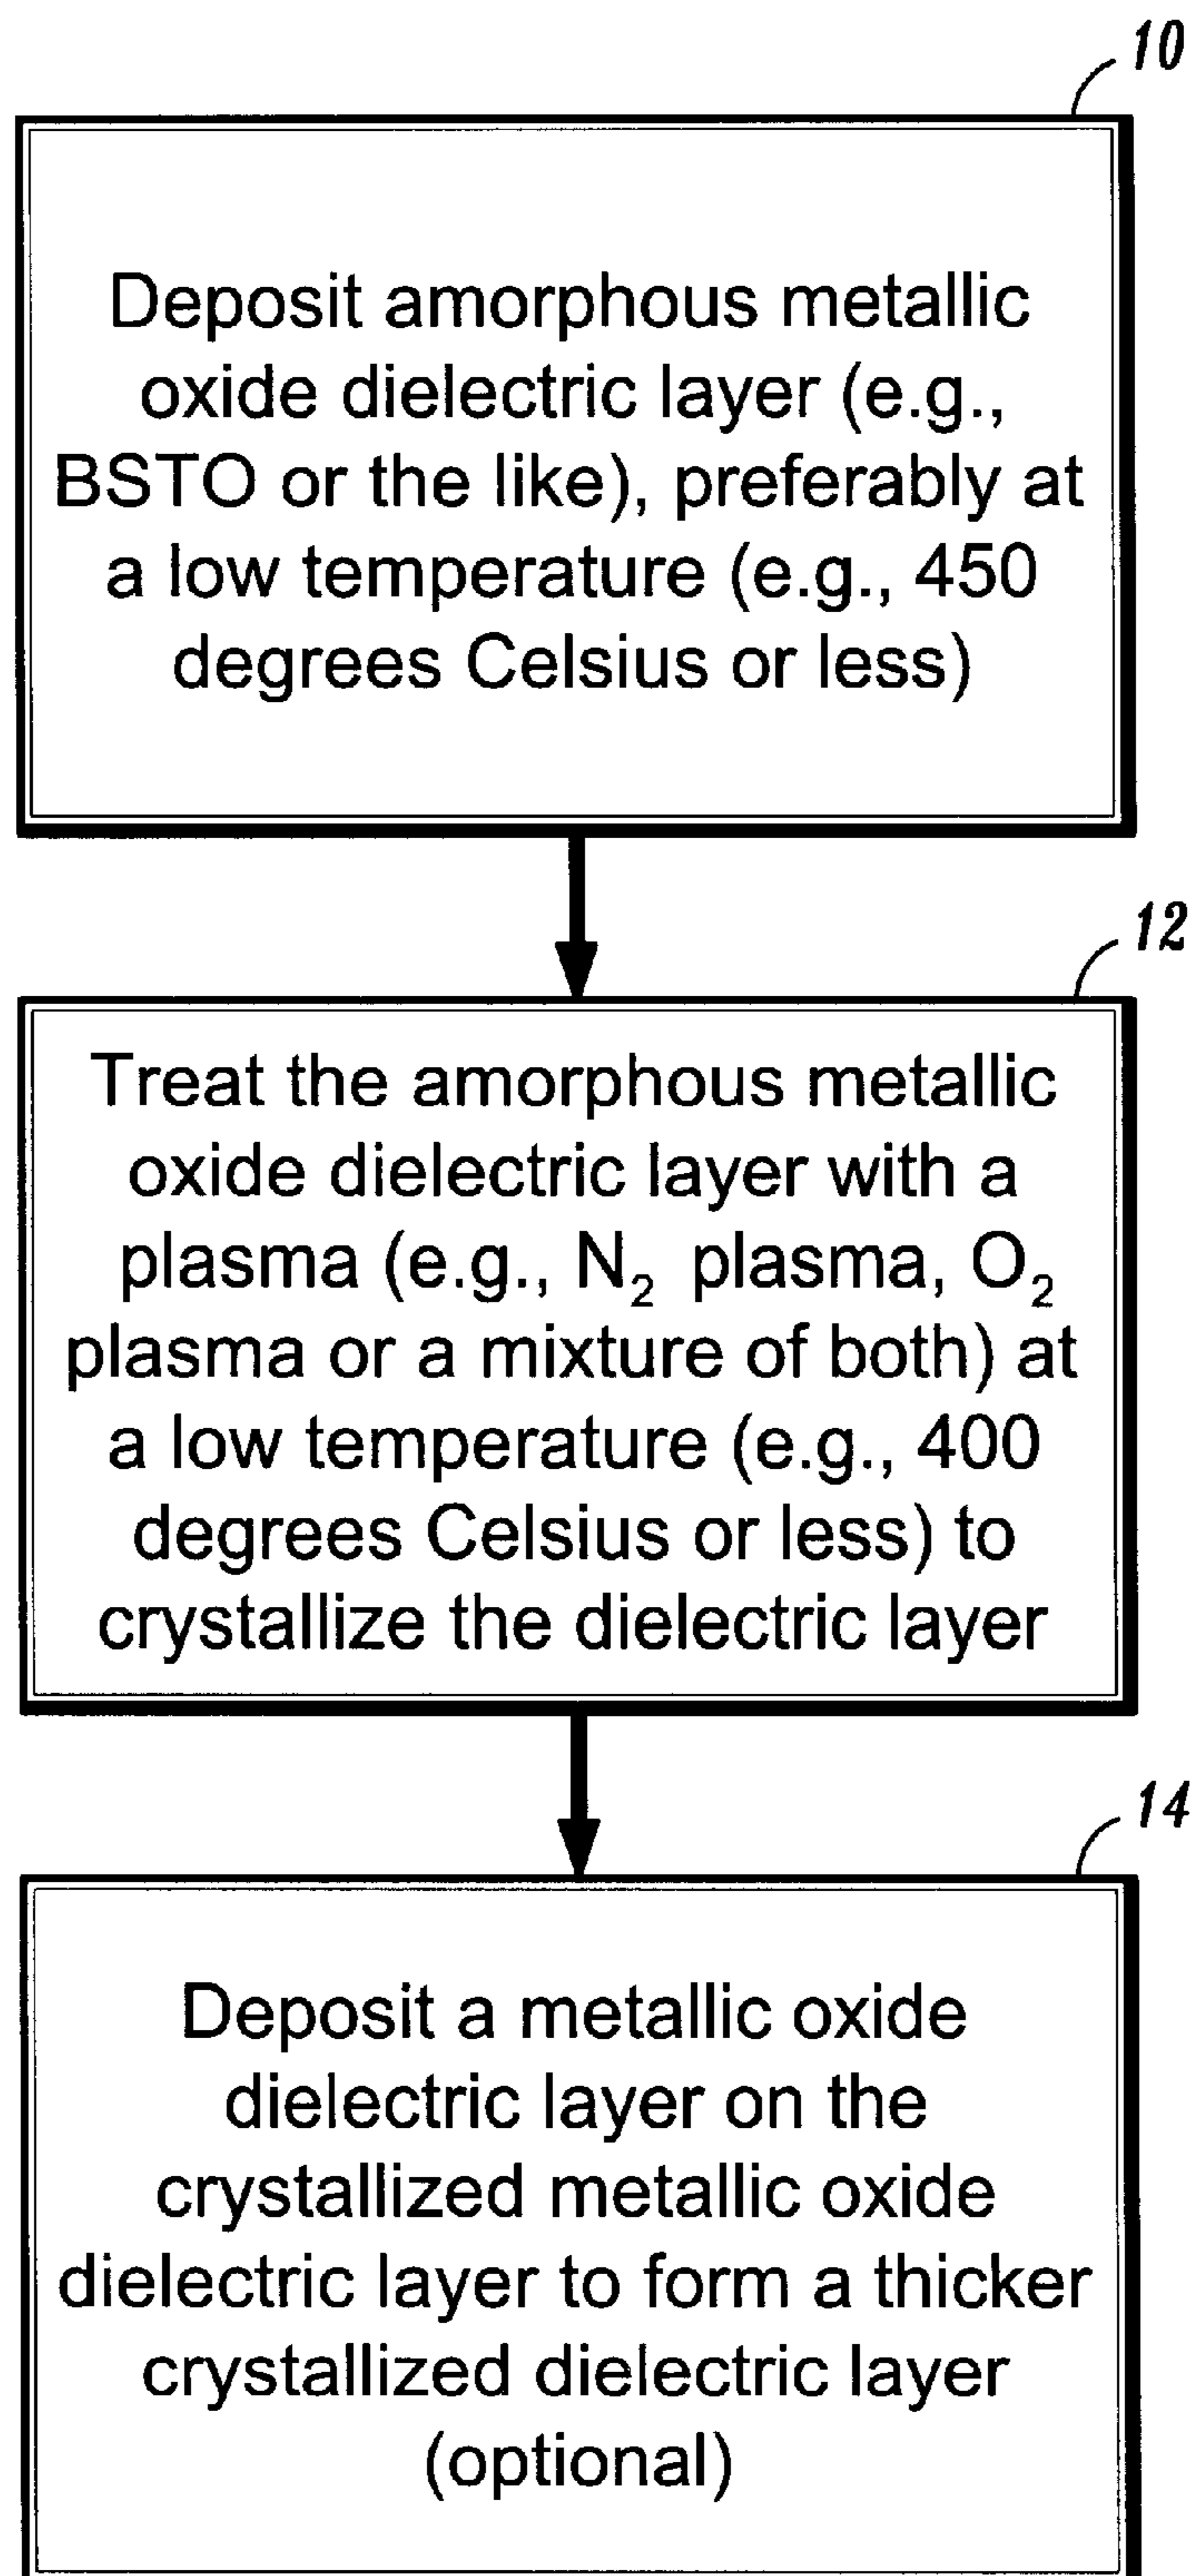 10
Deposit amorphous metallic
oxide dielectric layer (e.g.,
BSTO or the like), preferably at
a low temperature (e.g., 450
degrees Celsius or less)
12
Treat the amorphous metallic
oxide dielectric layer with a
plasma (e.g., N₂ plasma, O₂
plasma or a mixture of both) at
a low temperature (e.g., 400
degrees Celsius or less) to
crystallize the dielectric layer
14
Deposit a metallic oxide
dielectric layer on the
crystallized metallic oxide
dielectric layer to form a thicker
crystallized dielectric layer
(optional)